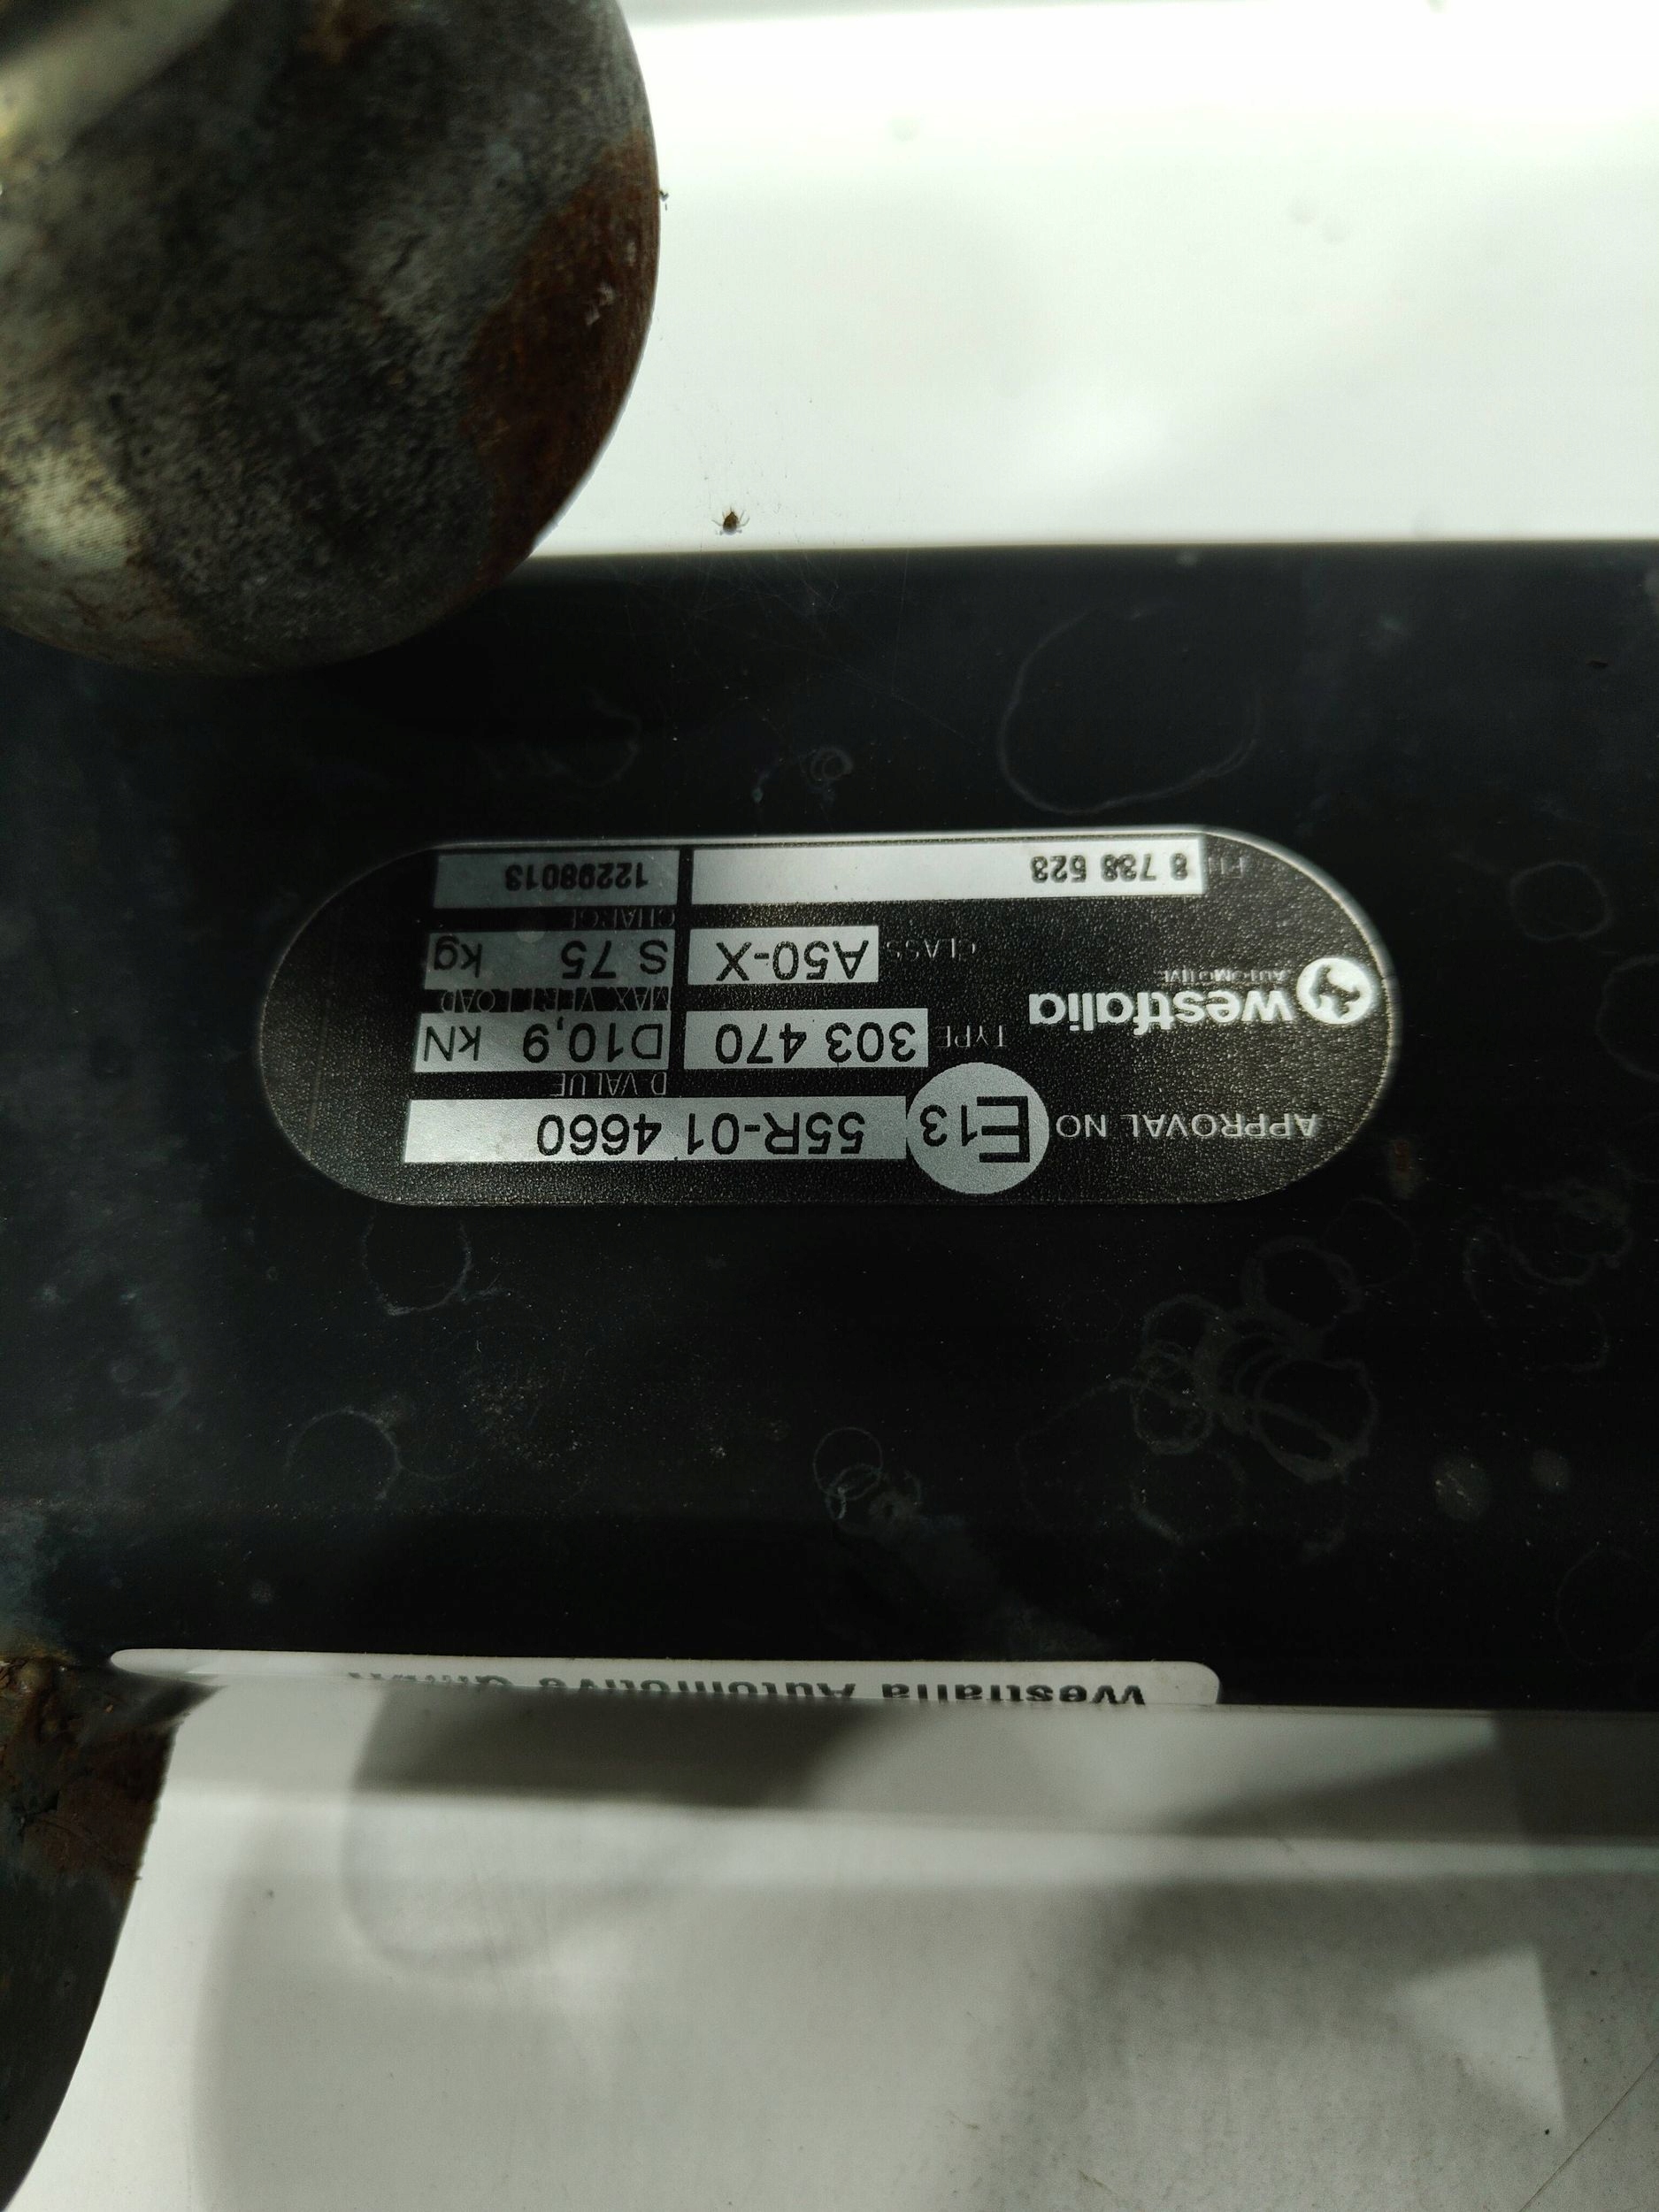 APPROVAL NO E13 55R-01 4660
D VALUE
westfalia
AUTOMOTIVE
TYPE 303 470 D10,9 kN
MAX. VERT. LOAD
CLASS A50-X S 75 kg
CHARGE
8 738 523 12298013
Westfalia Automotive GmbH